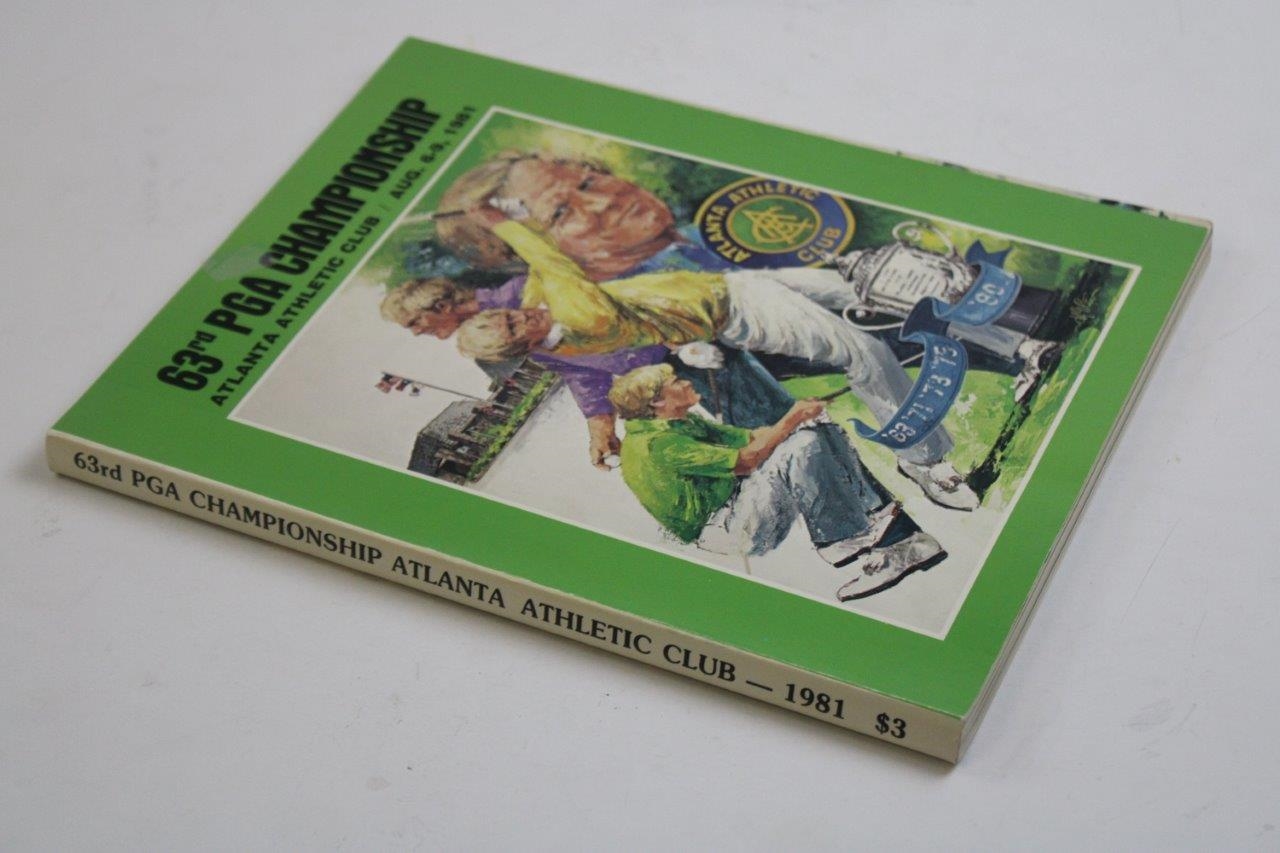 63rd PGA CHAMPIONSHIP
ATLANTA ATHLETIC CLUB / AUG. 6-9, 1981
ATLANTA ATHLETIC CLUB
AAC
'80
'63 '71 '73 '75
63rd PGA CHAMPIONSHIP ATLANTA ATHLETIC CLUB — 1981 $3